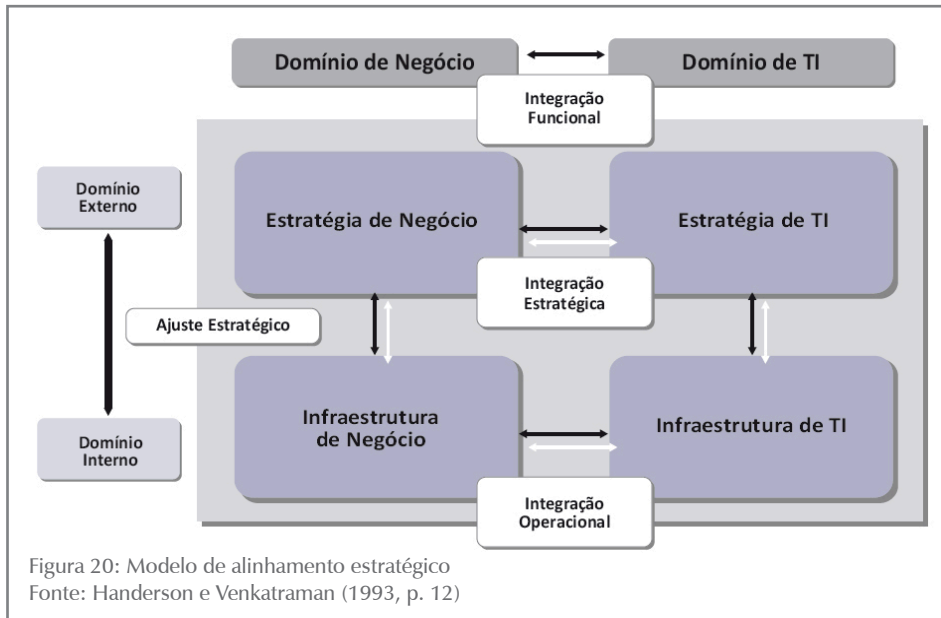 Domínio de Negócio
Domínio de TI
Integração
Funcional
Domínio
Externo
Estratégia de Negócio
Estratégia de TI
Integração
Estratégica
Ajuste Estratégico
Infraestrutura
de Negócio
Infraestrutura de TI
Domínio
Interno
Integração
Operacional
Figura 20: Modelo de alinhamento estratégico
Fonte: Handerson e Venkatraman (1993, p. 12)